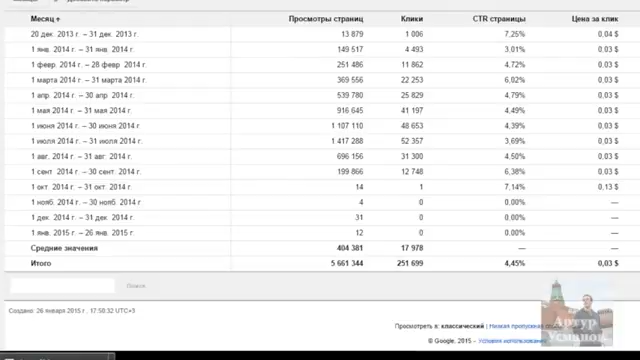 Месяц Просмотры страниц Клики CTR страницы Цена за клик
20 дек. 2013 г. – 31 дек. 2013 г. 13 879 1 006 7,25% 0,04 $
1 янв. 2014 г. – 31 янв. 2014 г. 149 517 4 493 3,01% 0,03 $
1 февр. 2014 г. – 28 февр. 2014 г. 251 486 11 862 4,72% 0,03 $
1 марта 2014 г. – 31 марта 2014 г. 369 556 22 253 6,02% 0,03 $
1 апр. 2014 г. – 30 апр. 2014 г. 539 780 25 829 4,79% 0,03 $
1 мая 2014 г. – 31 мая 2014 г. 916 645 41 197 4,49% 0,03 $
1 июня 2014 г. – 30 июня 2014 г. 1 107 110 48 653 4,39% 0,03 $
1 июля 2014 г. – 31 июля 2014 г. 1 417 288 52 357 3,69% 0,03 $
1 авг. 2014 г. – 31 авг. 2014 г. 696 156 31 300 4,50% 0,03 $
1 сент. 2014 г. – 30 сент. 2014 г. 199 866 12 748 6,38% 0,03 $
1 окт. 2014 г. – 31 окт. 2014 г. 14 1 7,14% 0,13 $
1 нояб. 2014 г. – 30 нояб. 2014 г. 4 0 0,00% —
1 дек. 2014 г. – 31 дек. 2014 г. 31 0 0,00% —
1 янв. 2015 г. – 26 янв. 2015 г. 12 0 0,00% —
Средние значения 404 381 17 978 — —
Итого 5 661 344 251 699 4,45% 0,03 $
Поиск
Создано: 26 января 2015 г., 17:58:32 UTC+3
Просмотреть в: классический | Низкая пропускная
© Google, 2015 – Условия использования
Артур
Усманов